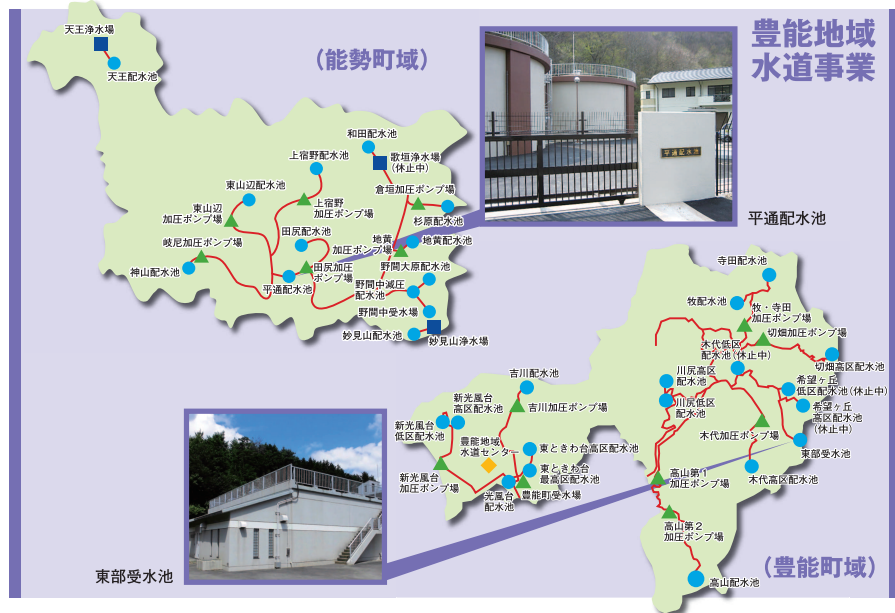 豊能地域
水道事業
(能勢町域)
天王浄水場
天王配水池
和田配水池
上宿野配水池
歌垣浄水場
(休止中)
東山辺配水池
倉垣加圧ポンプ場
上宿野
加圧ポンプ場
東山辺
加圧ポンプ場
杉原配水池
田尻配水池
岐尼加圧ポンプ場
地黄
加圧ポンプ場
地黄配水池
神山配水池
田尻加圧
ポンプ場
野間大原配水池
平通配水池
野間中減圧
配水池
野間中受水場
妙見山配水池
妙見山浄水場
平通配水池
平通配水池
寺田配水池
牧配水池
牧・寺田
加圧ポンプ場
切畑加圧ポンプ場
木代低区
配水池(休止中)
切畑高区配水池
川尻高区
配水池
希望ヶ丘
低区配水池(休止中)
川尻低区
配水池
希望ヶ丘
高区配水池
(休止中)
吉川配水池
新光風台
高区配水池
吉川加圧ポンプ場
新光風台
低区配水池
豊能地域
水道センター
木代加圧ポンプ場
東部受水池
東ときわ台高区配水池
東ときわ台
最高区配水池
新光風台
加圧ポンプ場
光風台
配水池
豊能町受水場
高山第1
加圧ポンプ場
木代高区配水池
高山第2
加圧ポンプ場
高山配水池
東部受水池
(豊能町域)